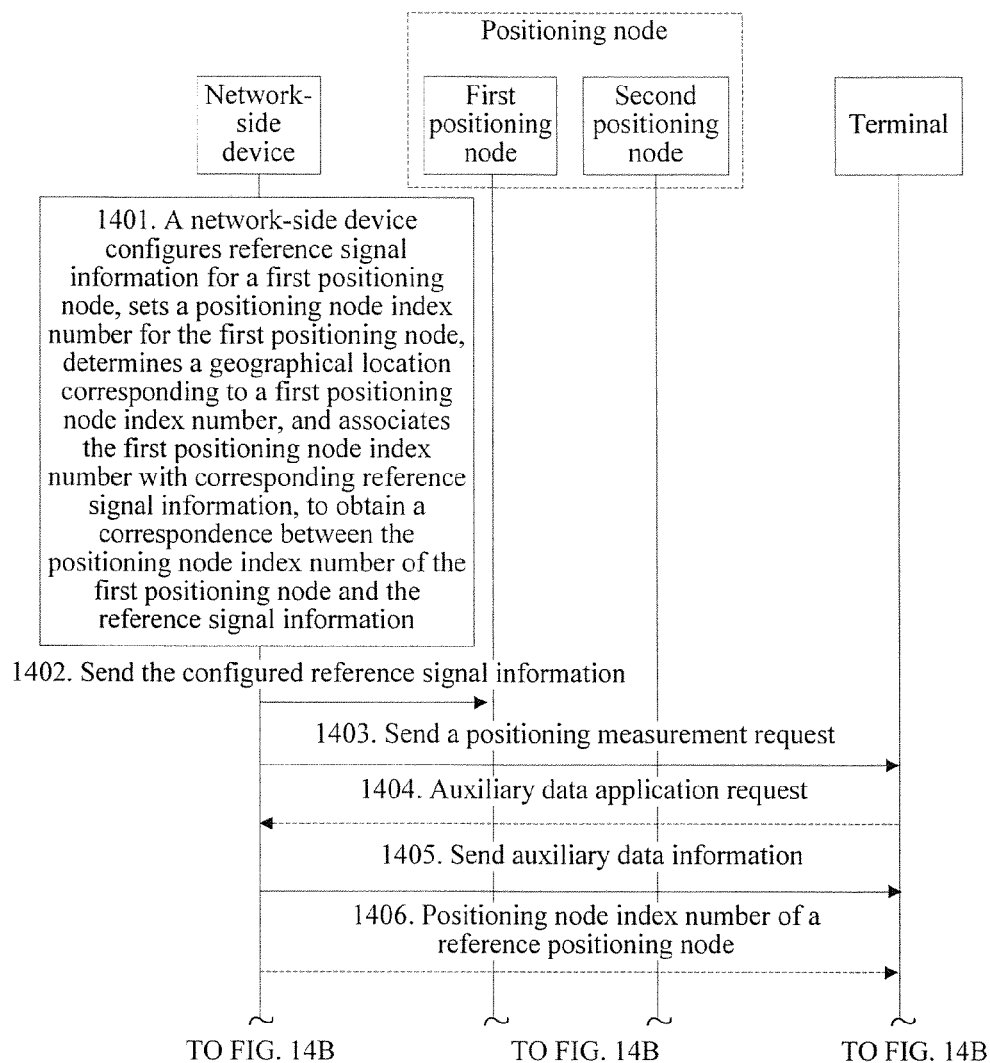 Positioning node
Network-
side
device
First
positioning
node
Second
positioning
node
Terminal
1401. A network-side device
configures reference signal
information for a first positioning
node, sets a positioning node index
number for the first positioning node,
determines a geographical location
corresponding to a first positioning
node index number, and associates
the first positioning node index
number with corresponding reference
signal information, to obtain a
correspondence between the
positioning node index number of the
first positioning node and the
reference signal information
1402. Send the configured reference signal information
1403. Send a positioning measurement request
1404. Auxiliary data application request
1405. Send auxiliary data information
1406. Positioning node index number of a
reference positioning node
TO FIG. 14B
TO FIG. 14B
TO FIG. 14B